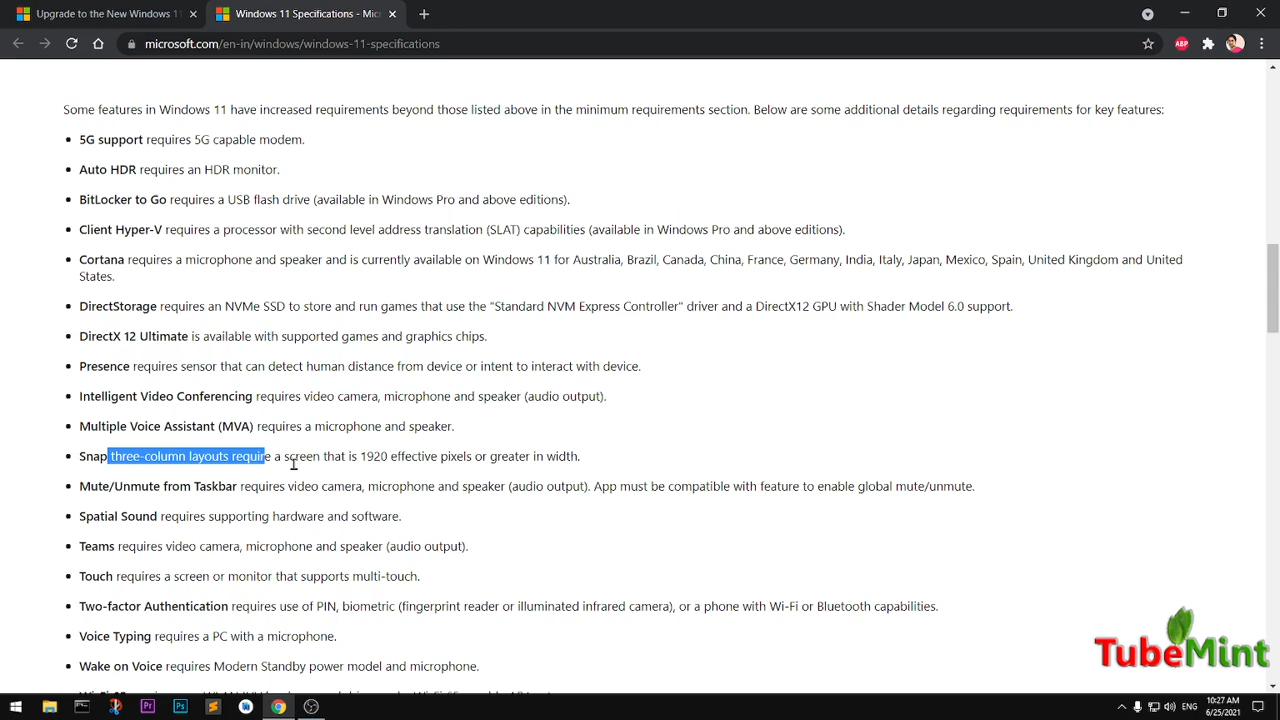 Upgrade to the New Windows 11
Windows 11 Specifications - Mic
microsoft.com/en-in/windows/windows-11-specifications
ABP
Some features in Windows 11 have increased requirements beyond those listed above in the minimum requirements section. Below are some additional details regarding requirements for key features:
• 5G support requires 5G capable modem.
• Auto HDR requires an HDR monitor.
• BitLocker to Go requires a USB flash drive (available in Windows Pro and above editions).
• Client Hyper-V requires a processor with second level address translation (SLAT) capabilities (available in Windows Pro and above editions).
• Cortana requires a microphone and speaker and is currently available on Windows 11 for Australia, Brazil, Canada, China, France, Germany, India, Italy, Japan, Mexico, Spain, United Kingdom and United
States.
• DirectStorage requires an NVMe SSD to store and run games that use the "Standard NVM Express Controller" driver and a DirectX12 GPU with Shader Model 6.0 support.
• DirectX 12 Ultimate is available with supported games and graphics chips.
• Presence requires sensor that can detect human distance from device or intent to interact with device.
• Intelligent Video Conferencing requires video camera, microphone and speaker (audio output).
• Multiple Voice Assistant (MVA) requires a microphone and speaker.
• Snap three-column layouts require a screen that is 1920 effective pixels or greater in width.
• Mute/Unmute from Taskbar requires video camera, microphone and speaker (audio output). App must be compatible with feature to enable global mute/unmute.
• Spatial Sound requires supporting hardware and software.
• Teams requires video camera, microphone and speaker (audio output).
• Touch requires a screen or monitor that supports multi-touch.
• Two-factor Authentication requires use of PIN, biometric (fingerprint reader or illuminated infrared camera), or a phone with Wi-Fi or Bluetooth capabilities.
• Voice Typing requires a PC with a microphone.
• Wake on Voice requires Modern Standby power model and microphone.
TubeMint
Pr
Ps
ENG
10:27 AM
6/25/2021